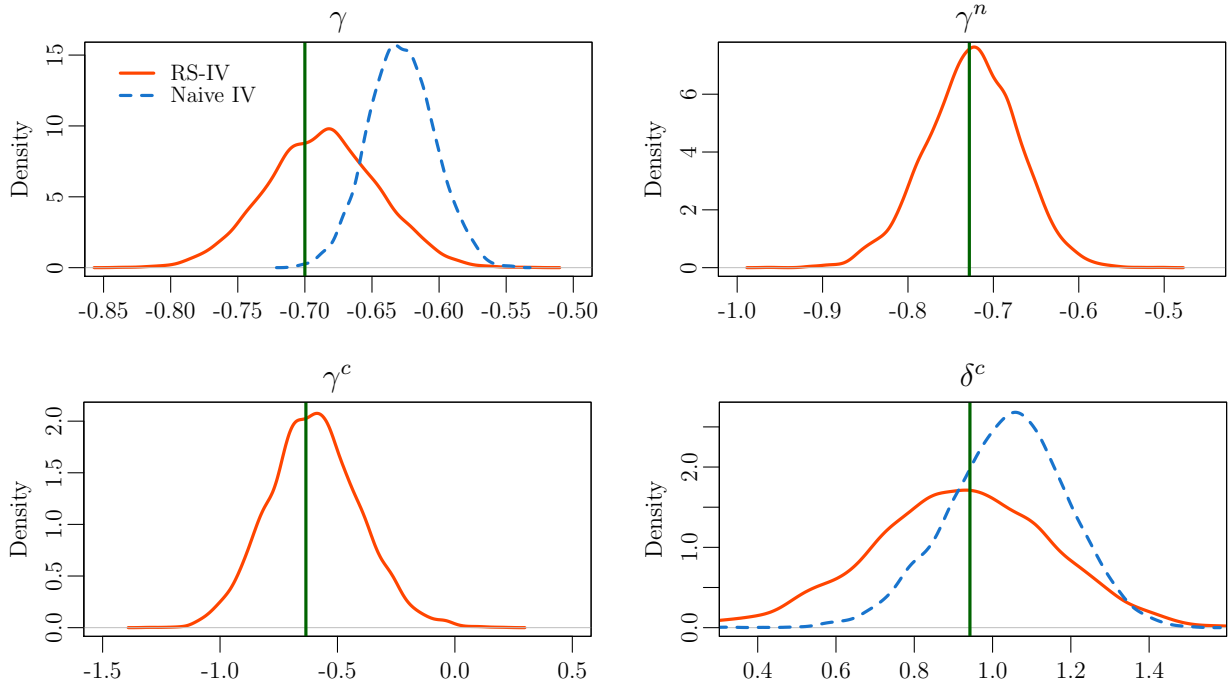 γ
Density
0 5 10 15
RS-IV
Naive IV
-0.85 -0.80 -0.75 -0.70 -0.65 -0.60 -0.55 -0.50
γⁿ
Density
0 2 4 6
-1.0 -0.9 -0.8 -0.7 -0.6 -0.5
γᶜ
Density
0.0 0.5 1.0 1.5 2.0
-1.5 -1.0 -0.5 0.0 0.5
δᶜ
Density
0.0 1.0 2.0
0.4 0.6 0.8 1.0 1.2 1.4